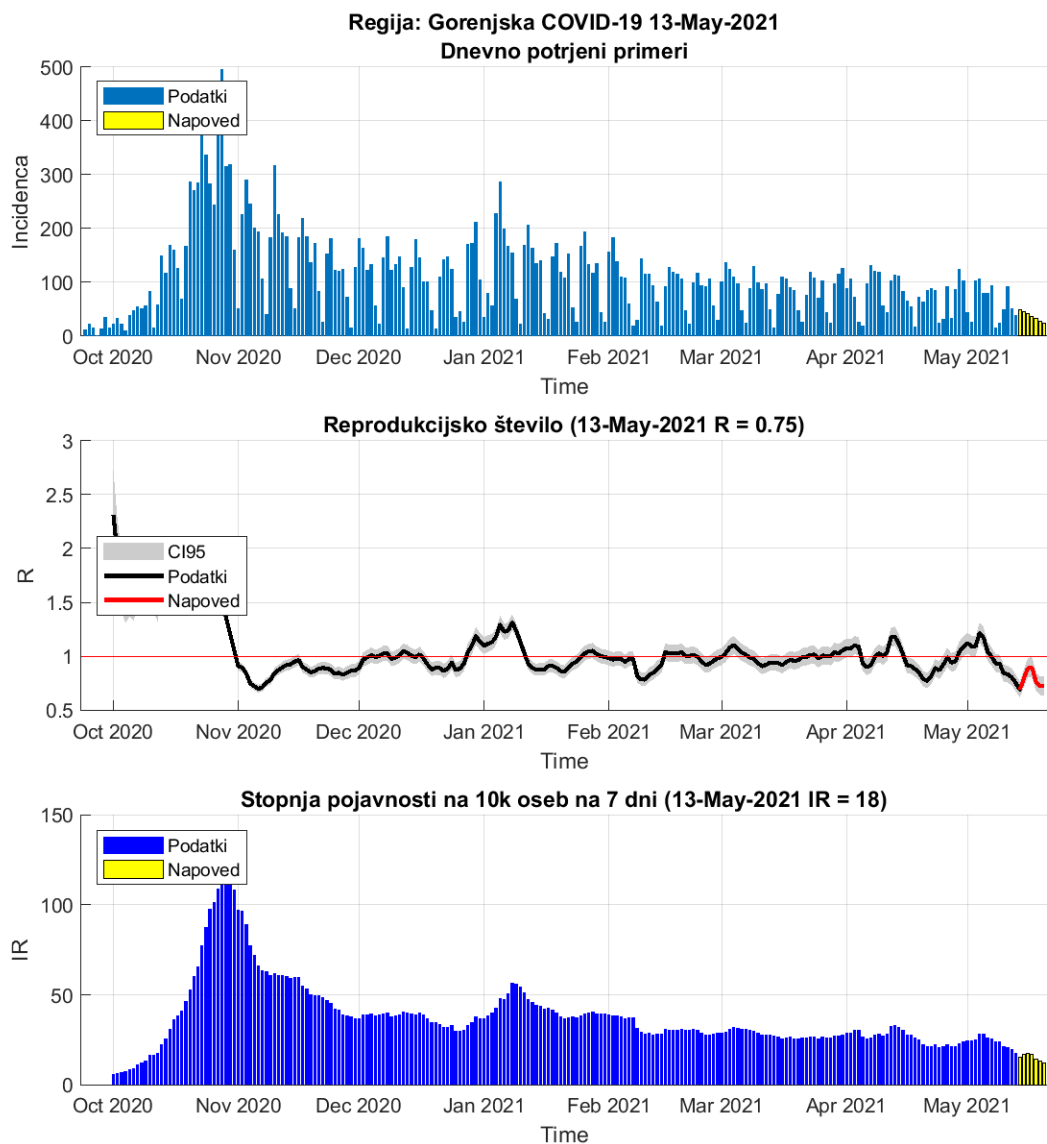 Regija: Gorenjska COVID-19 13-May-2021
Dnevno potrjeni primeri
500
400
300
200
100
0
Incidenca
Podatki
Napoved
Oct 2020 Nov 2020 Dec 2020 Jan 2021 Feb 2021 Mar 2021 Apr 2021 May 2021
Time
Reprodukcijsko število (13-May-2021 R = 0.75)
3
2.5
2
1.5
1
0.5
R
CI95
Podatki
Napoved
Oct 2020 Nov 2020 Dec 2020 Jan 2021 Feb 2021 Mar 2021 Apr 2021 May 2021
Time
Stopnja pojavnosti na 10k oseb na 7 dni (13-May-2021 IR = 18)
150
100
50
0
IR
Podatki
Napoved
Oct 2020 Nov 2020 Dec 2020 Jan 2021 Feb 2021 Mar 2021 Apr 2021 May 2021
Time